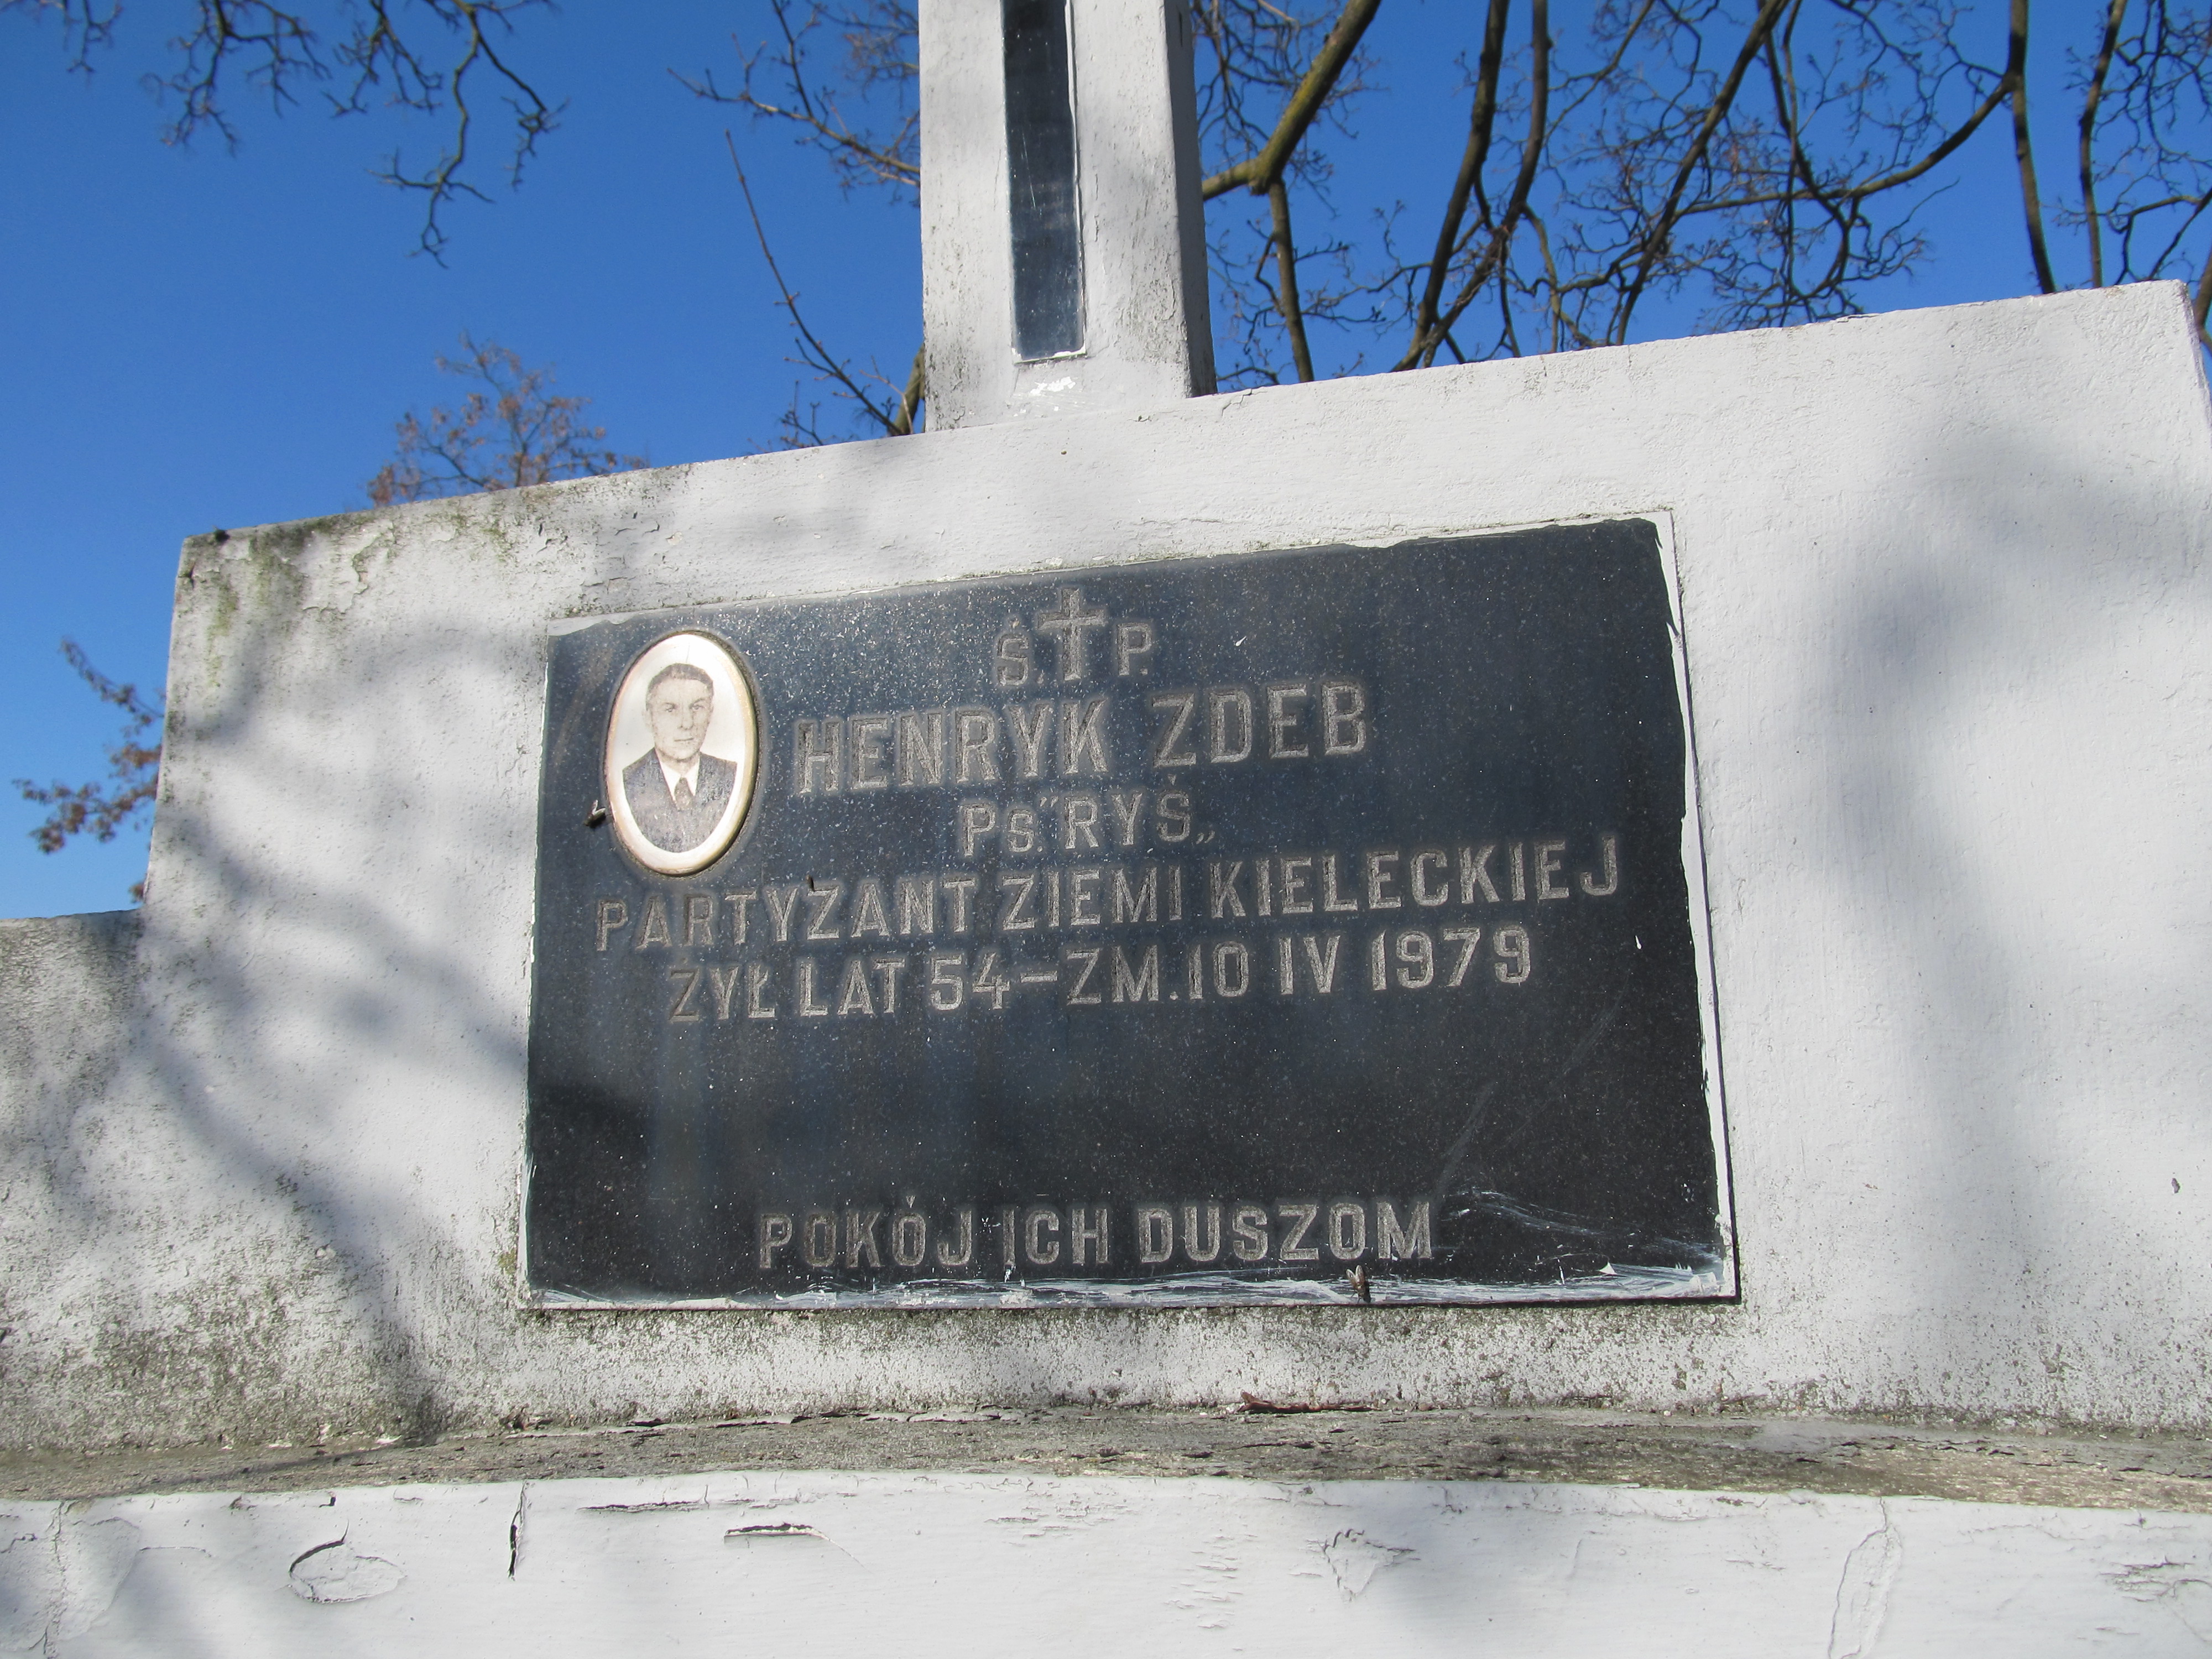 Ś.✝P.
HENRYK ZDEB
Ps."RYŚ„
PARTYZANT ZIEMI KIELECKIEJ
ŻYŁ LAT 54–ZM.10 IV 1979
POKÓJ ICH DUSZOM